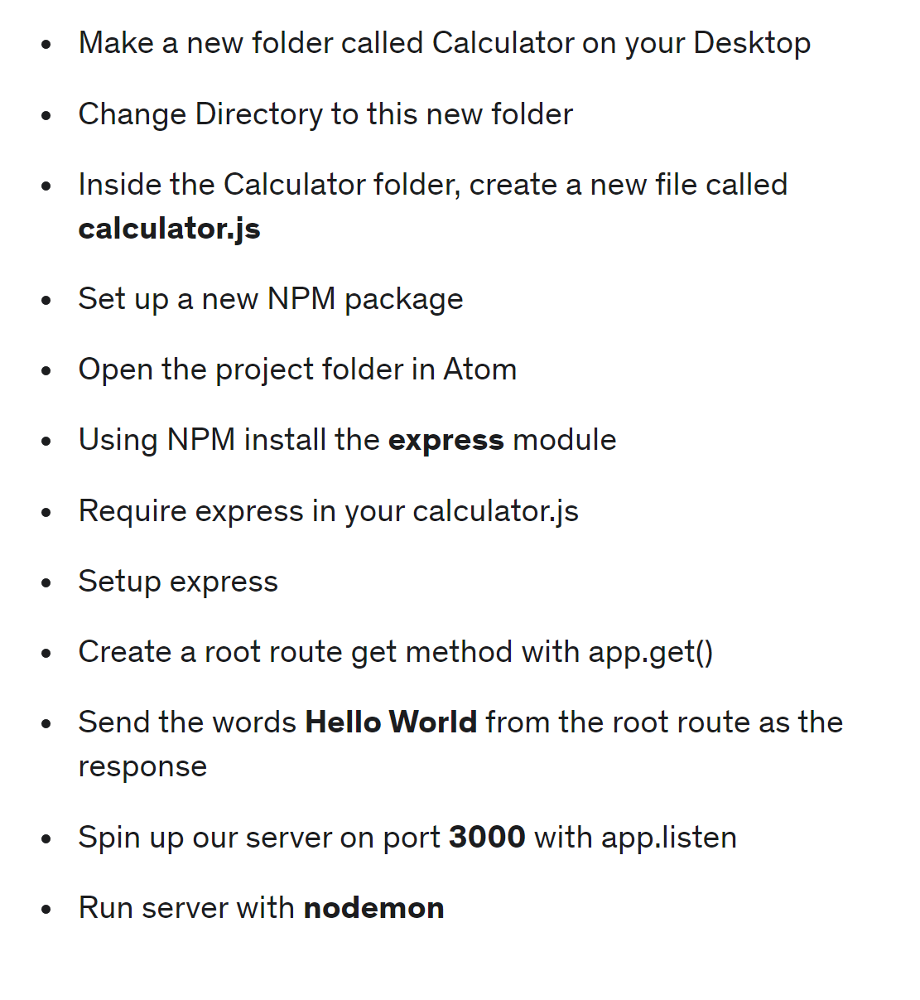 Make a new folder called Calculator on your Desktop
Change Directory to this new folder
Inside the Calculator folder, create a new file called
calculator.js
Set up a new NPM package
Open the project folder in Atom
Using NPM install the express module
Require express in your calculator.js
Setup express
Create a root route get method with app.get()
Send the words Hello World from the root route as the
response
Spin up our server on port 3000 with app.listen
Run server with nodemon